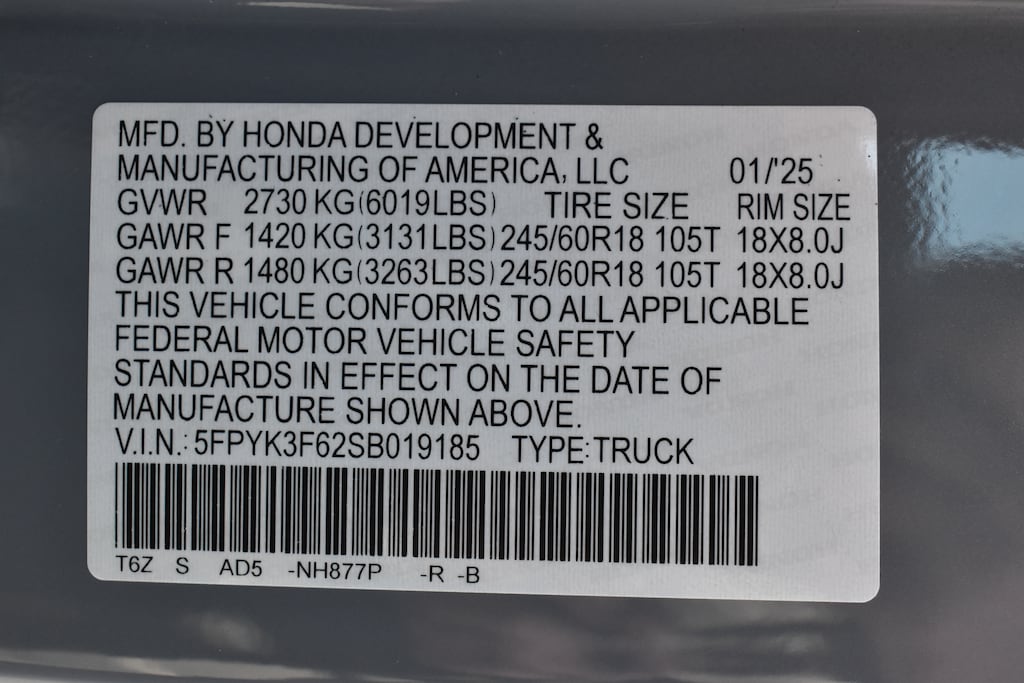 MFD. BY HONDA DEVELOPMENT &
MANUFACTURING OF AMERICA, LLC 01/'25
GVWR 2730 KG(6019LBS) TIRE SIZE RIM SIZE
GAWR F 1420 KG(3131LBS) 245/60R18 105T 18X8.0J
GAWR R 1480 KG(3263LBS) 245/60R18 105T 18X8.0J
THIS VEHICLE CONFORMS TO ALL APPLICABLE
FEDERAL MOTOR VEHICLE SAFETY
STANDARDS IN EFFECT ON THE DATE OF
MANUFACTURE SHOWN ABOVE.
V.I.N.: 5FPYK3F62SB019185 TYPE: TRUCK
T6Z S AD5 -NH877P -R -B